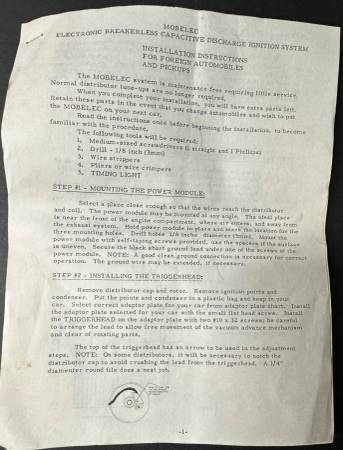 MOBELEC
ELECTRONIC BREAKERLESS CAPACITIVE DISCHARGE IGNITION SYSTEM
INSTALLATION INSTRUCTIONS
FOR FOREIGN AUTOMOBILES
AND PICKUPS
The MOBELEC system is maintenance free requiring little service.
Normal distributor tune-ups are no longer required.
When you complete your installation, you will have extra parts left.
Retain these parts in the event that you change automobiles and wish to put
the MOBELEC on your next car.
Read the instructions once before beginning the installation, to become
familiar with the procedure.
The following tools will be required:
1. Medium-sized screwdrivers (1 straight and 1 Phillips)
2. Drill - 1/8 inch (3mm)
3. Wire strippers
4. Pliers or wire crimpers
5. TIMING LIGHT
STEP #1 - MOUNTING THE POWER MODULE:
Select a place close enough so that the wires reach the distributor
and coil. The power module may be mounted at any angle. The ideal place
is near the front of the engine compartment, where air enters, and away from
the exhaust system. Hold power module in place and mark the location for the
three mounting holes. Drill holes 1/8 inche diameter (3mm). Mount the
power module with self-tapping screws provided, use the spacers if the surface
is uneven. Secure the black short ground lead under one of the screws of the
power module. NOTE: A good clean ground connection is necessary for correct
operation. The ground wire may be extended, if necessary.
STEP #2 - INSTALLING THE TRIGGERHEAD:
Remove distributor cap and rotor. Remove ignition points and
condenser. Put the points and condenser in a plastic bag and keep in your
car. Select correct adaptor plate for your car from adaptor plate chart. Install
the adaptor plate selected for your car with the small flat head screw. Install
the TRIGGERHEAD on the adaptor plate with two #10 x 32 screws; be careful
to arrange the lead to allow free movement of the vacuum advance mechanism
and clear of rotating parts.
The top of the triggerhead has an arrow to be used in the adjustment
steps. NOTE: On some distributors, it will be necessary to notch the
distributor cap to avoid crushing the lead from the triggerhead. A 1/4"
diameter round file does a neat job.
-1-